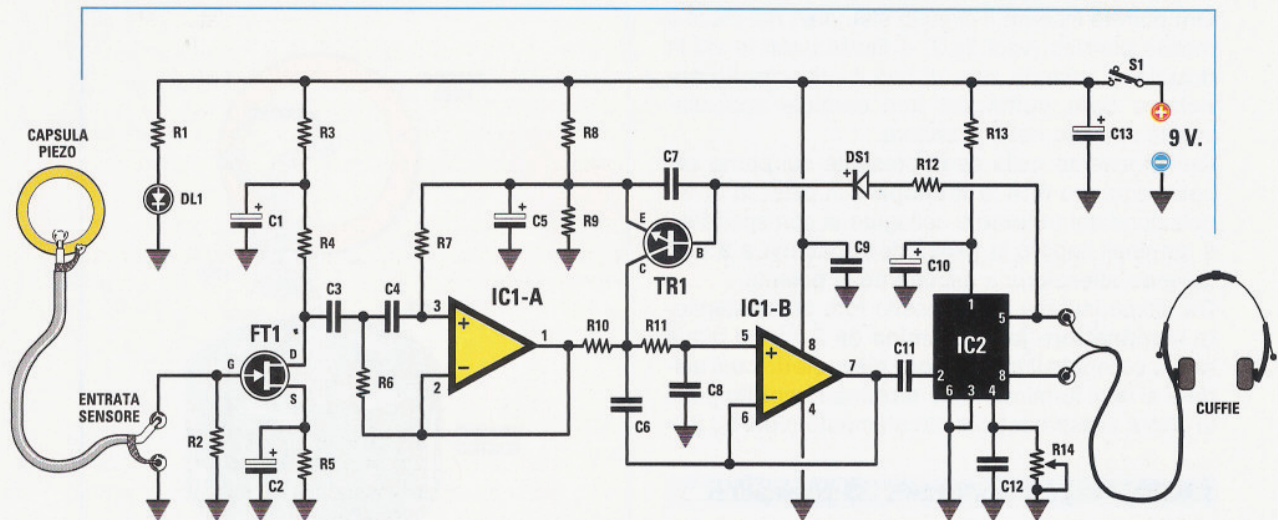 S1
CAPSULA
PIEZO
R1
R3
R8
R13
C13
+
9 V.
DL1
C1
+
C7
DS1
+
R12
R4
R7
C5
+
R9
E
B
C
TR1
C9
C10
+
C3
C4
IC1-A
IC1-B
FT1
D
G
S
3
+
1
2
−
R10
R11
5
+
8
7
6
−
4
C11
1
IC2
2
5
8
6
3
4
R6
C6
C8
ENTRATA
SENSORE
R2
C2
+
R5
C12
R14
CUFFIE